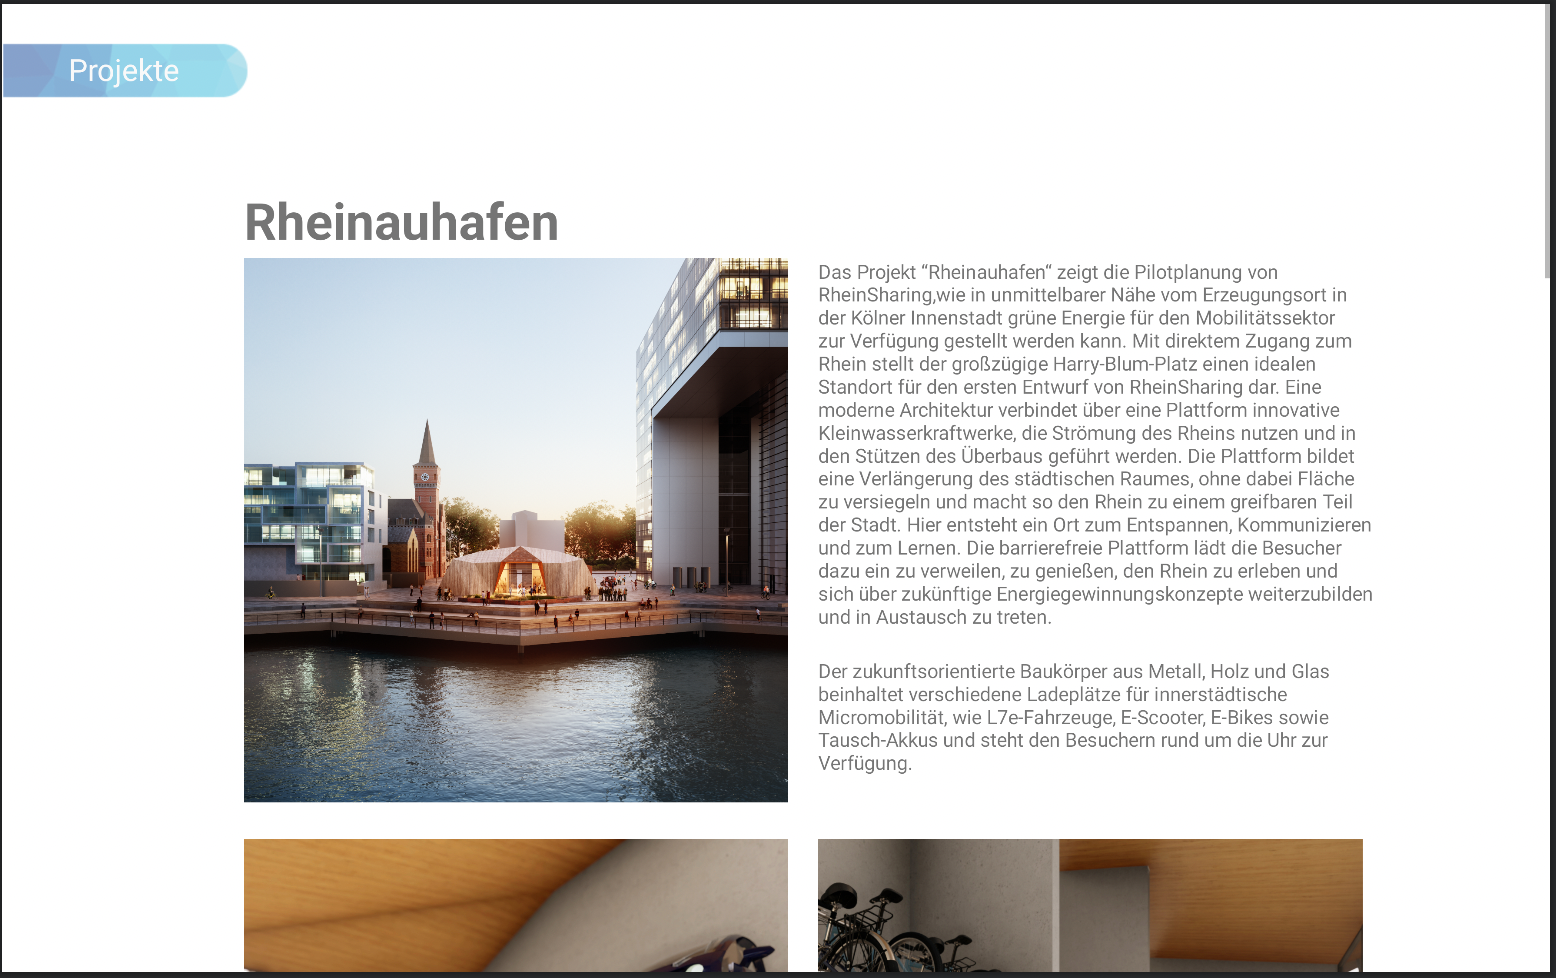 Projekte
Rheinauhafen
Das Projekt “Rheinauhafen“ zeigt die Pilotplanung von
RheinSharing,wie in unmittelbarer Nähe vom Erzeugungsort in
der Kölner Innenstadt grüne Energie für den Mobilitätssektor
zur Verfügung gestellt werden kann. Mit direktem Zugang zum
Rhein stellt der großzügige Harry-Blum-Platz einen idealen
Standort für den ersten Entwurf von RheinSharing dar. Eine
moderne Architektur verbindet über eine Plattform innovative
Kleinwasserkraftwerke, die Strömung des Rheins nutzen und in
den Stützen des Überbaus geführt werden. Die Plattform bildet
eine Verlängerung des städtischen Raumes, ohne dabei Fläche
zu versiegeln und macht so den Rhein zu einem greifbaren Teil
der Stadt. Hier entsteht ein Ort zum Entspannen, Kommunizieren
und zum Lernen. Die barrierefreie Plattform lädt die Besucher
dazu ein zu verweilen, zu genießen, den Rhein zu erleben und
sich über zukünftige Energiegewinnungskonzepte weiterzubilden
und in Austausch zu treten.
Der zukunftsorientierte Baukörper aus Metall, Holz und Glas
beinhaltet verschiedene Ladeplätze für innerstädtische
Micromobilität, wie L7e-Fahrzeuge, E-Scooter, E-Bikes sowie
Tausch-Akkus und steht den Besuchern rund um die Uhr zur
Verfügung.